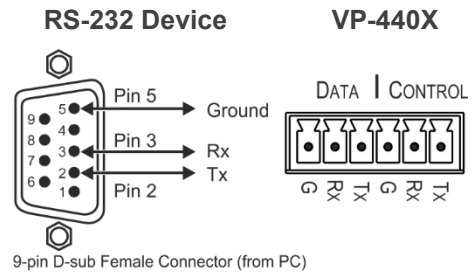 RS-232 Device
VP-440X
DATA | CONTROL
Pin 5
Ground
Pin 3
Rx
Tx
Pin 2
5
9
4
8
3
7
2
6
1
G Rx Tx G Rx Tx
9-pin D-sub Female Connector (from PC)